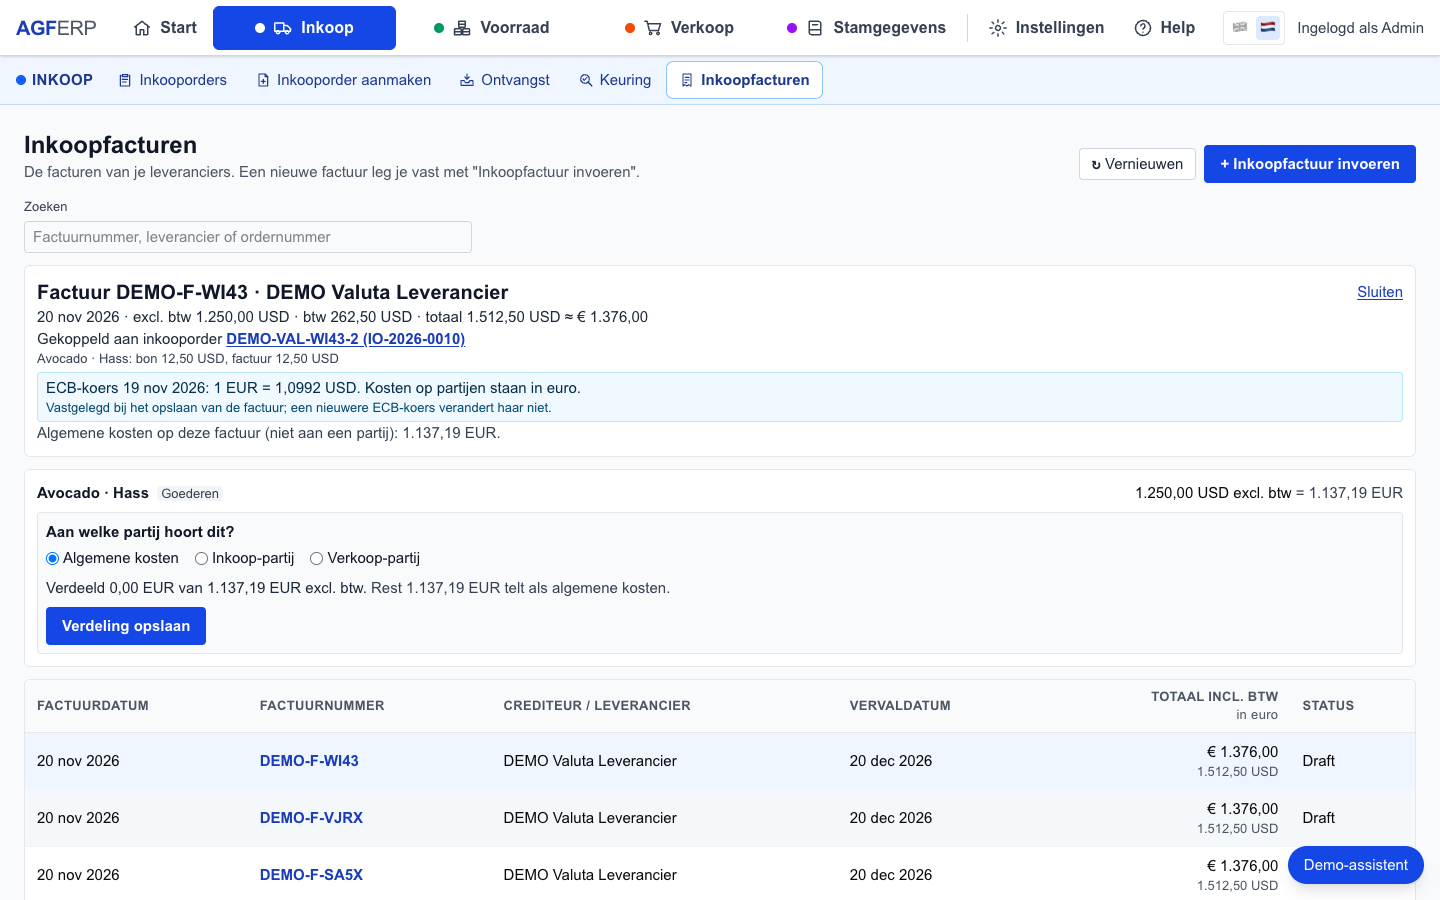 AGFERP
Start
Inkoop
Voorraad
Verkoop
Stamgegevens
Instellingen
Help
Ingelogd als Admin
INKOOP
Inkooporders
Inkooporder aanmaken
Ontvangst
Keuring
Inkoopfacturen
Inkoopfacturen
De facturen van je leveranciers. Een nieuwe factuur leg je vast met "Inkoopfactuur invoeren".
↻ Vernieuwen
+ Inkoopfactuur invoeren
Zoeken
Factuurnummer, leverancier of ordernummer
Factuur DEMO-F-WI43 · DEMO Valuta Leverancier
Sluiten
20 nov 2026 · excl. btw 1.250,00 USD · btw 262,50 USD · totaal 1.512,50 USD ≈ € 1.376,00
Gekoppeld aan inkooporder DEMO-VAL-WI43-2 (IO-2026-0010)
Avocado · Hass: bon 12,50 USD, factuur 12,50 USD
ECB-koers 19 nov 2026: 1 EUR = 1,0992 USD. Kosten op partijen staan in euro.
Vastgelegd bij het opslaan van de factuur; een nieuwere ECB-koers verandert haar niet.
Algemene kosten op deze factuur (niet aan een partij): 1.137,19 EUR.
Avocado · Hass Goederen
1.250,00 USD excl. btw = 1.137,19 EUR
Aan welke partij hoort dit?
Algemene kosten Inkoop-partij Verkoop-partij
Verdeeld 0,00 EUR van 1.137,19 EUR excl. btw. Rest 1.137,19 EUR telt als algemene kosten.
Verdeling opslaan
FACTUURDATUM FACTUURNUMMER CREDITEUR / LEVERANCIER VERVALDATUM TOTAAL INCL. BTW STATUS
in euro
20 nov 2026 DEMO-F-WI43 DEMO Valuta Leverancier 20 dec 2026 € 1.376,00 Draft
1.512,50 USD
20 nov 2026 DEMO-F-VJRX DEMO Valuta Leverancier 20 dec 2026 € 1.376,00 Draft
1.512,50 USD
20 nov 2026 DEMO-F-SA5X DEMO Valuta Leverancier 20 dec 2026 € 1.376,00
1.512,50 USD
Demo-assistent